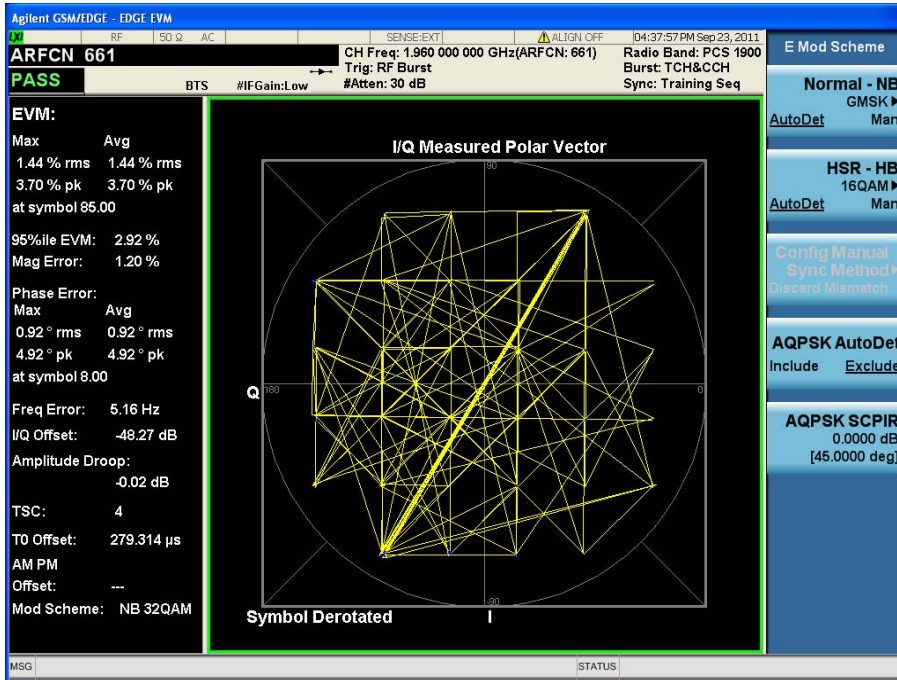 Agilent GSM/EDGE - EDGE EVM
LXI RF 50 Ω AC SENSE:EXT ALIGN OFF 04:37:57 PM Sep 23, 2011
ARFCN 661
CH Freq: 1.960 000 000 GHz(ARFCN: 661) Radio Band: PCS 1900
Trig: RF Burst Burst: TCH&CCH
PASS BTS #IFGain:Low #Atten: 30 dB Sync: Training Seq
EVM:
Max Avg
1.44 % rms 1.44 % rms
3.70 % pk 3.70 % pk
at symbol 85.00
95%ile EVM: 2.92 %
Mag Error: 1.20 %
Phase Error:
Max Avg
0.92 ° rms 0.92 ° rms
4.92 ° pk 4.92 ° pk
at symbol 8.00
Freq Error: 5.16 Hz
I/Q Offset: -48.27 dB
Amplitude Droop:
-0.02 dB
TSC: 4
T0 Offset: 279.314 µs
AM PM
Offset: ---
Mod Scheme: NB 32QAM
I/Q Measured Polar Vector
90
Q 180 0
-90
Symbol Derotated I
E Mod Scheme
Normal - NB
GMSK
AutoDet Man
HSR - HB
16QAM
AutoDet Man
Config Manual
Sync Method
Discard Mismatch
AQPSK AutoDet
Include Exclude
AQPSK SCPIR
0.0000 dB
[45.0000 deg]
MSG STATUS